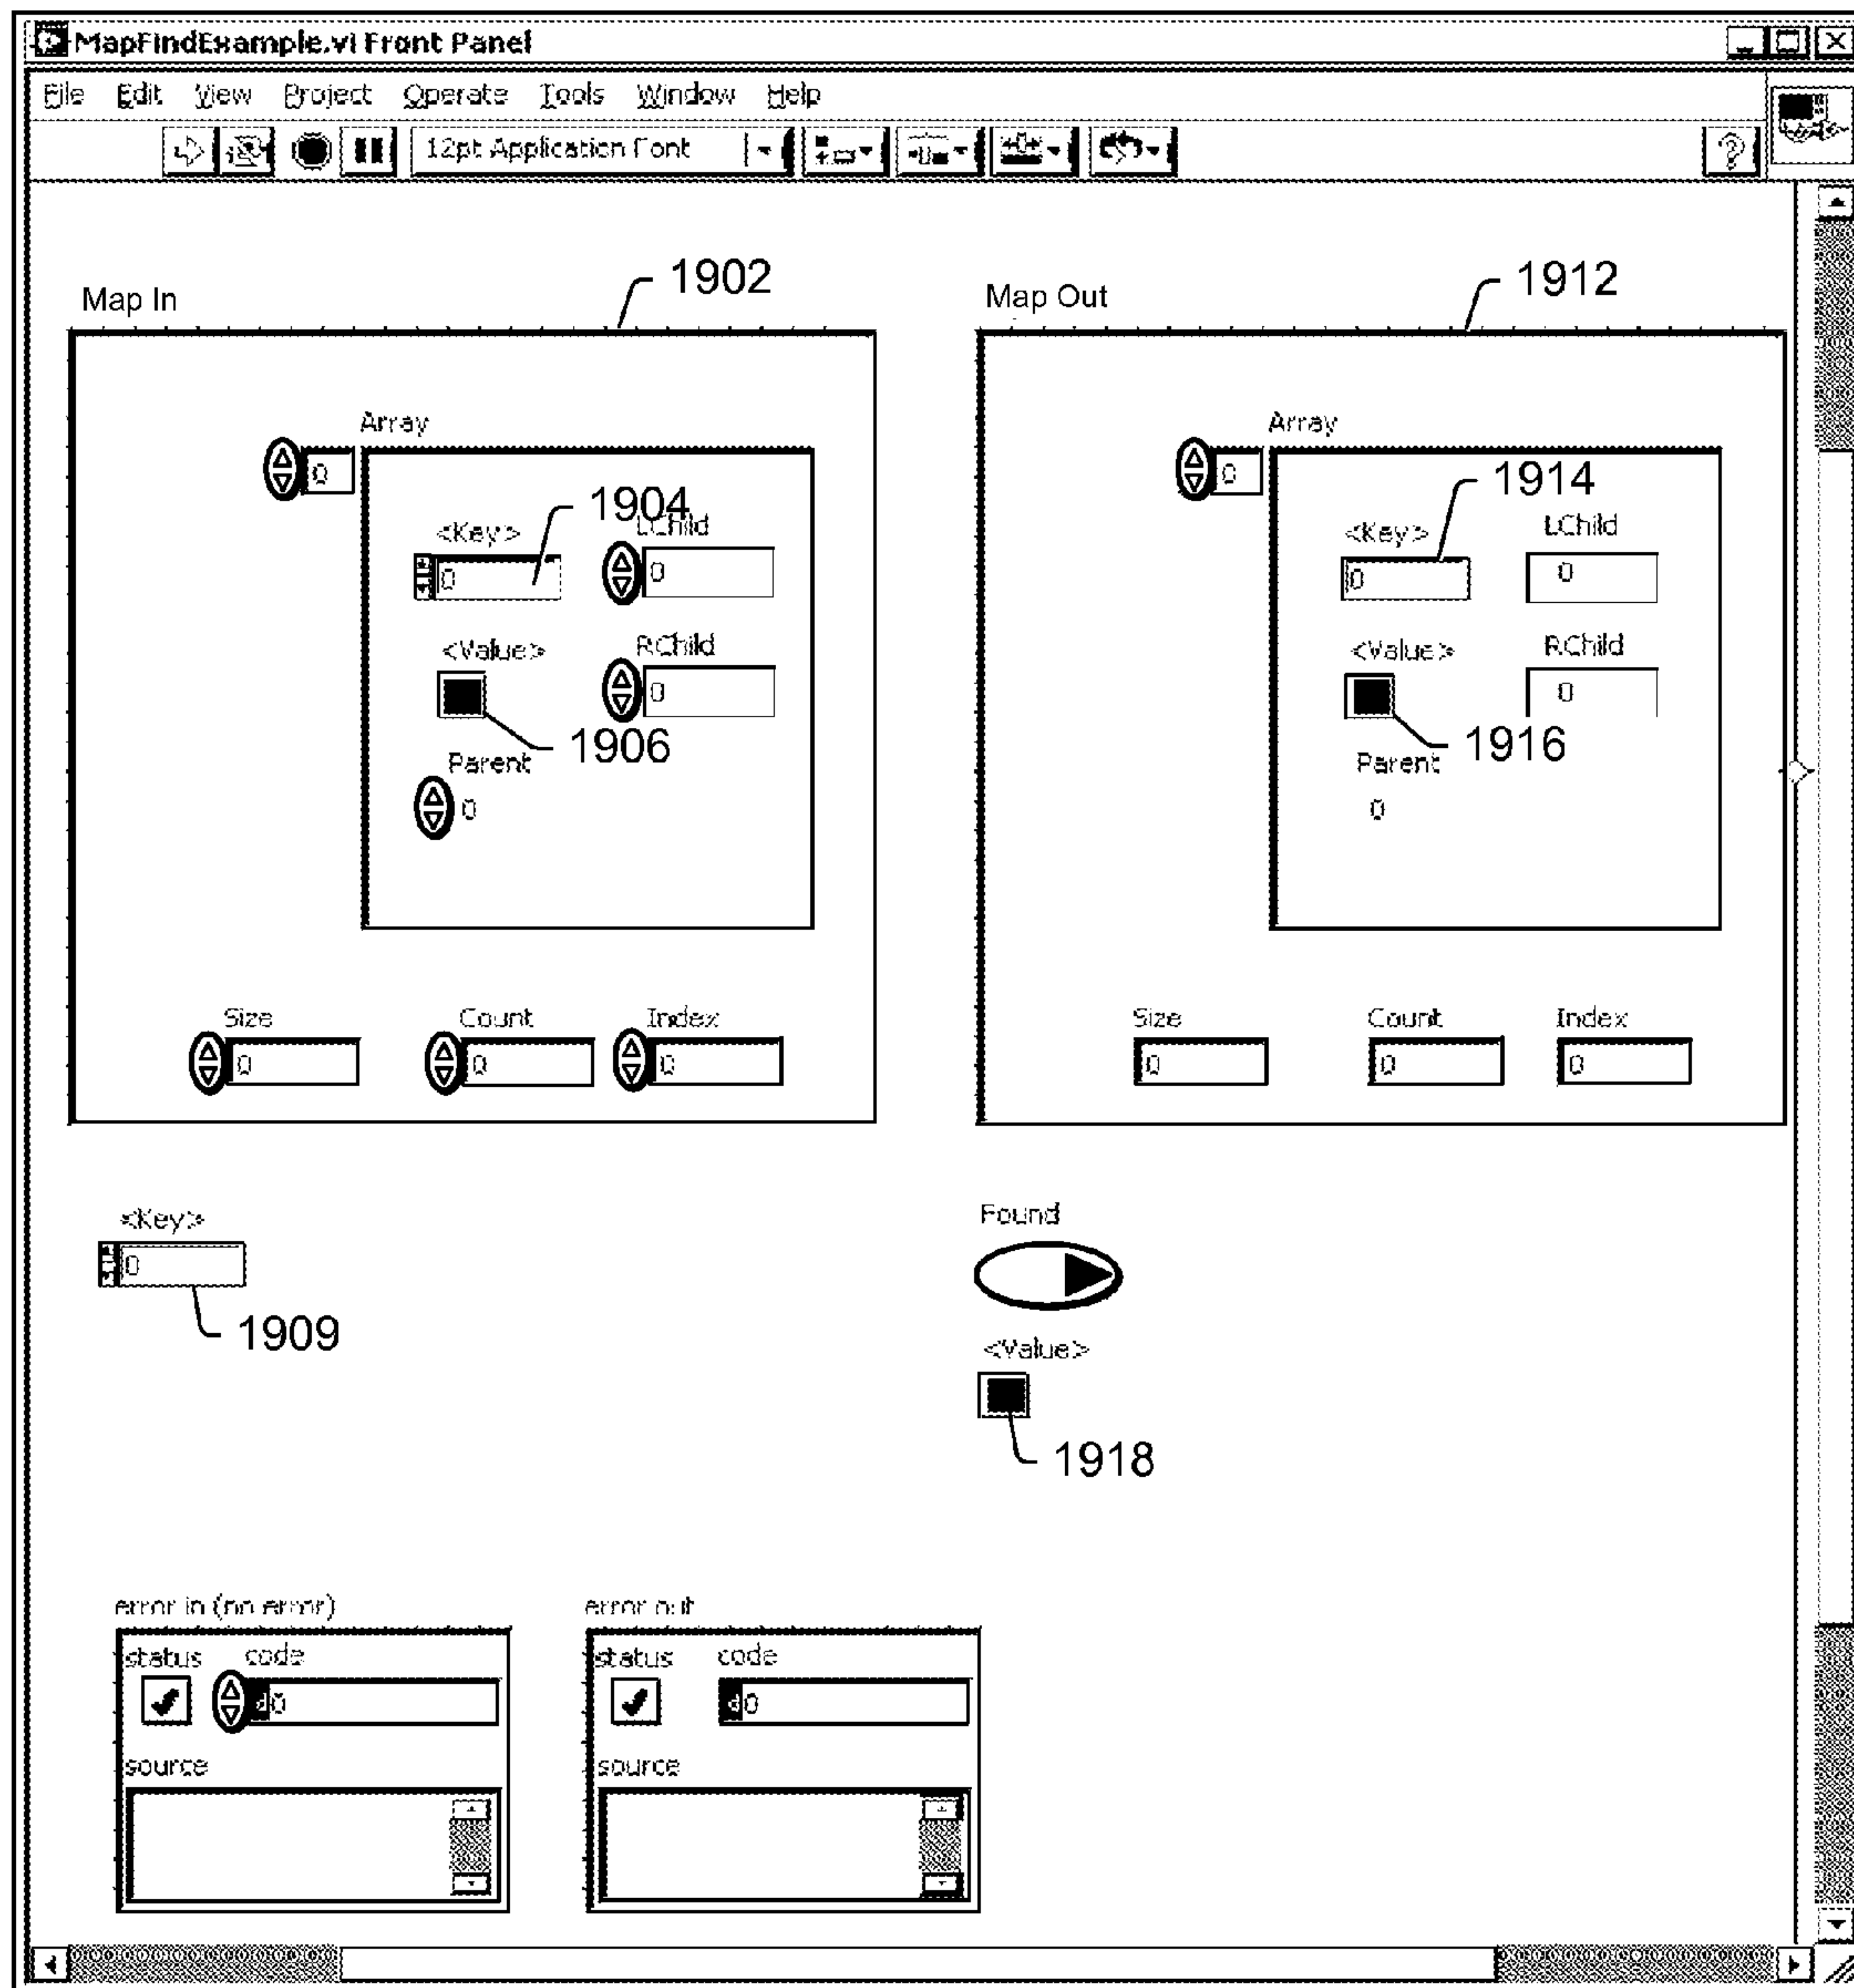 MapFindExample.vi Front Panel
File Edit View Project Operate Tools Window Help
12pt Application Font
?
Map In
1902
Map Out
1912
Array
0
1904
<Key>
0
LChild
0
<Value>
RChild
0
1906
Parent
0
Size
0
Count
0
Index
0
Array
0
1914
<Key>
0
LChild
0
<Value>
RChild
0
1916
Parent
0
Size
0
Count
0
Index
0
<Key>
0
1909
Found
<Value>
1918
error in (no error)
status code
d0
source
error out
status code
d0
source